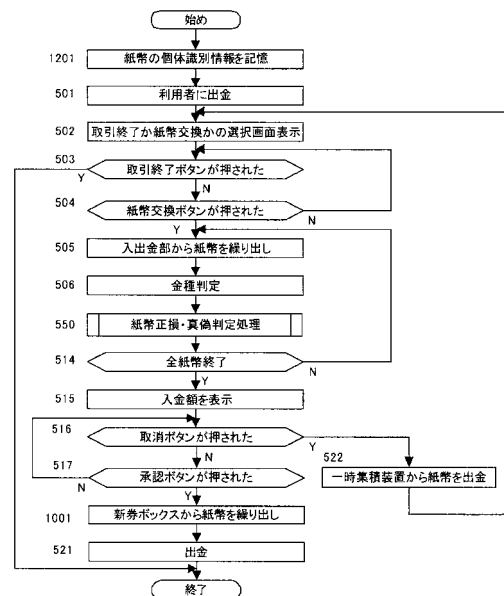 始め
1201
紙幣の個体識別情報を記憶
501
利用者に出金
502
取引終了か紙幣交換かの選択画面表示
503
取引終了ボタンが押された
Y
N
504
紙幣交換ボタンが押された
Y
N
505
入出金部から紙幣を繰り出し
506
金種判定
550
紙幣正損・真偽判定処理
514
全紙幣終了
N
Y
515
入金額を表示
516
取消ボタンが押された
Y
N
522
一時集積装置から紙幣を出金
517
承認ボタンが押された
N
Y
1001
新券ボックスから紙幣を繰り出し
521
出金
終了